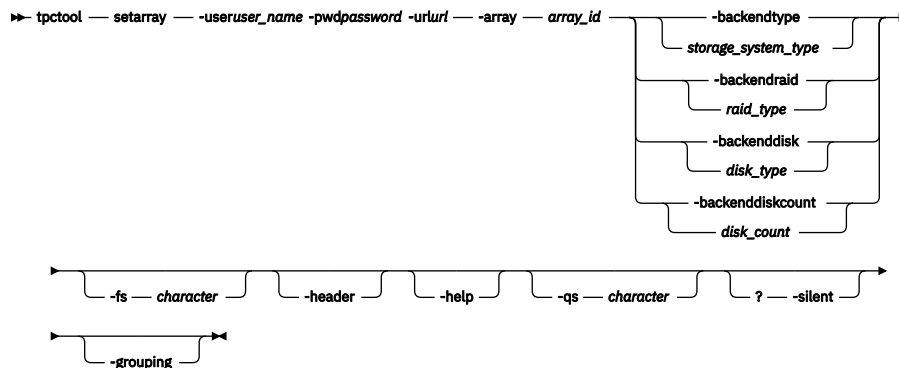 tpctool setarray -useruser_name -pwdpassword -urlurl -array array_id -backendtype
storage_system_type
-backendraid
raid_type
-backenddisk
disk_type
-backenddiskcount
disk_count
-fs character -header -help -qs character ? -silent
-grouping